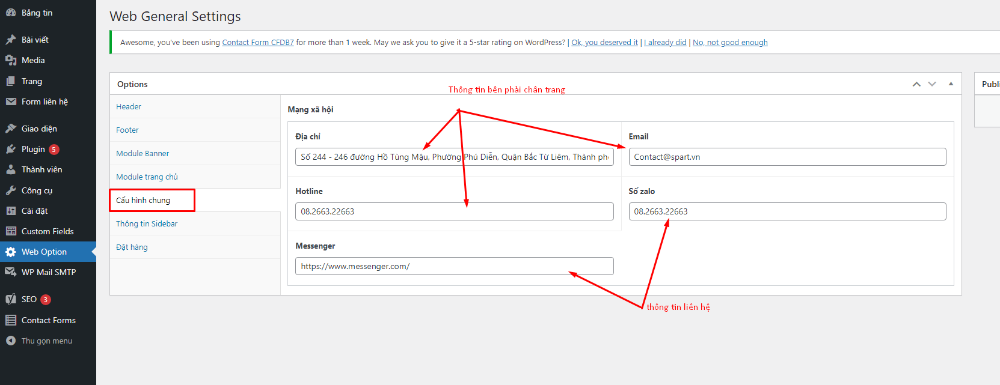 Bảng tin
Bài viết
Media
Trang
Form liên hệ
Giao diện
Plugin 5
Thành viên
Công cụ
Cài đặt
Custom Fields
Web Option
WP Mail SMTP
SEO 3
Contact Forms
Thu gọn menu
Web General Settings
Awesome, you've been using Contact Form CFDB7 for more than 1 week. May we ask you to give it a 5-star rating on WordPress? | Ok, you deserved it | I already did | No, not good enough
Options
Header
Footer
Module Banner
Module trang chủ
Cấu hình chung
Thông tin Sidebar
Đặt hàng
Thông tin bên phải chân trang
Mạng xã hội
Địa chỉ
Số 244 - 246 đường Hồ Tùng Mậu, Phường Phú Diễn, Quận Bắc Từ Liêm, Thành
Email
Contact@spart.vn
Hotline
08.2663.22663
Số zalo
08.2663.22663
Messenger
https://www.messenger.com/
thông tin liên hệ